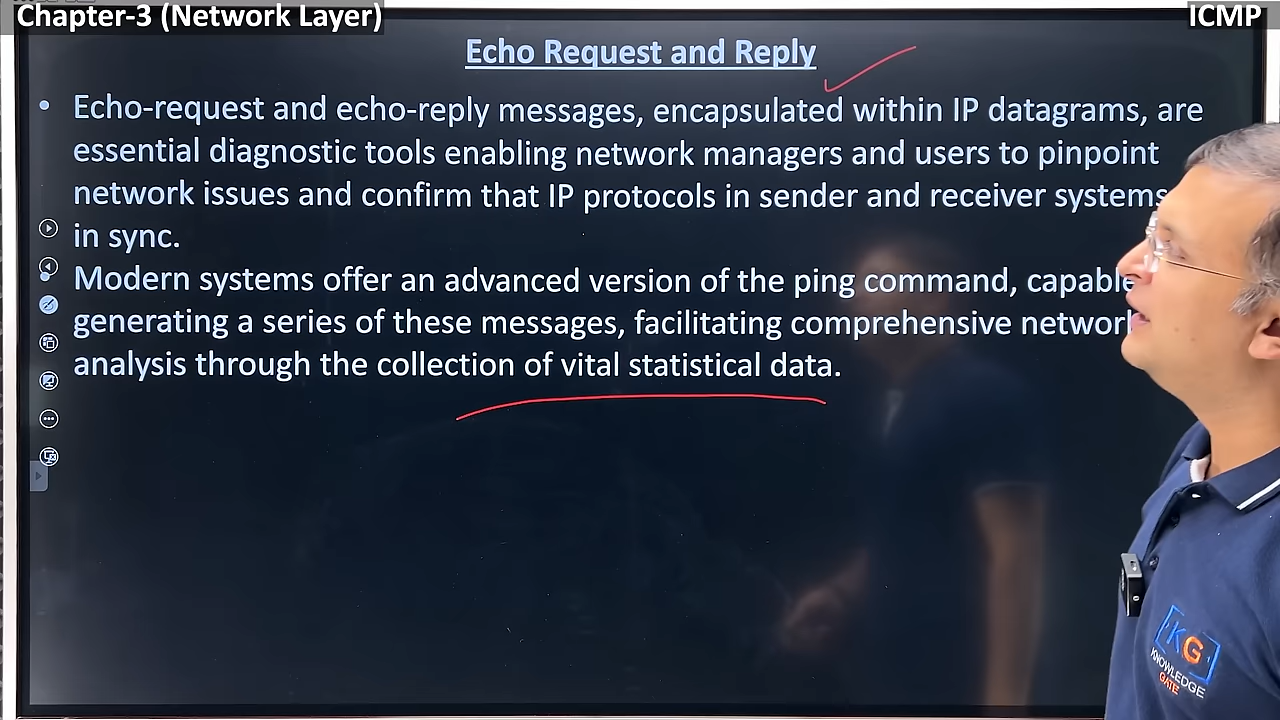 Chapter-3 (Network Layer)
ICMP
Echo Request and Reply
• Echo-request and echo-reply messages, encapsulated within IP datagrams, are
essential diagnostic tools enabling network managers and users to pinpoint
network issues and confirm that IP protocols in sender and receiver systems
in sync.
• Modern systems offer an advanced version of the ping command, capable
generating a series of these messages, facilitating comprehensive network
analysis through the collection of vital statistical data.
KG
KNOWLEDGE
GATE